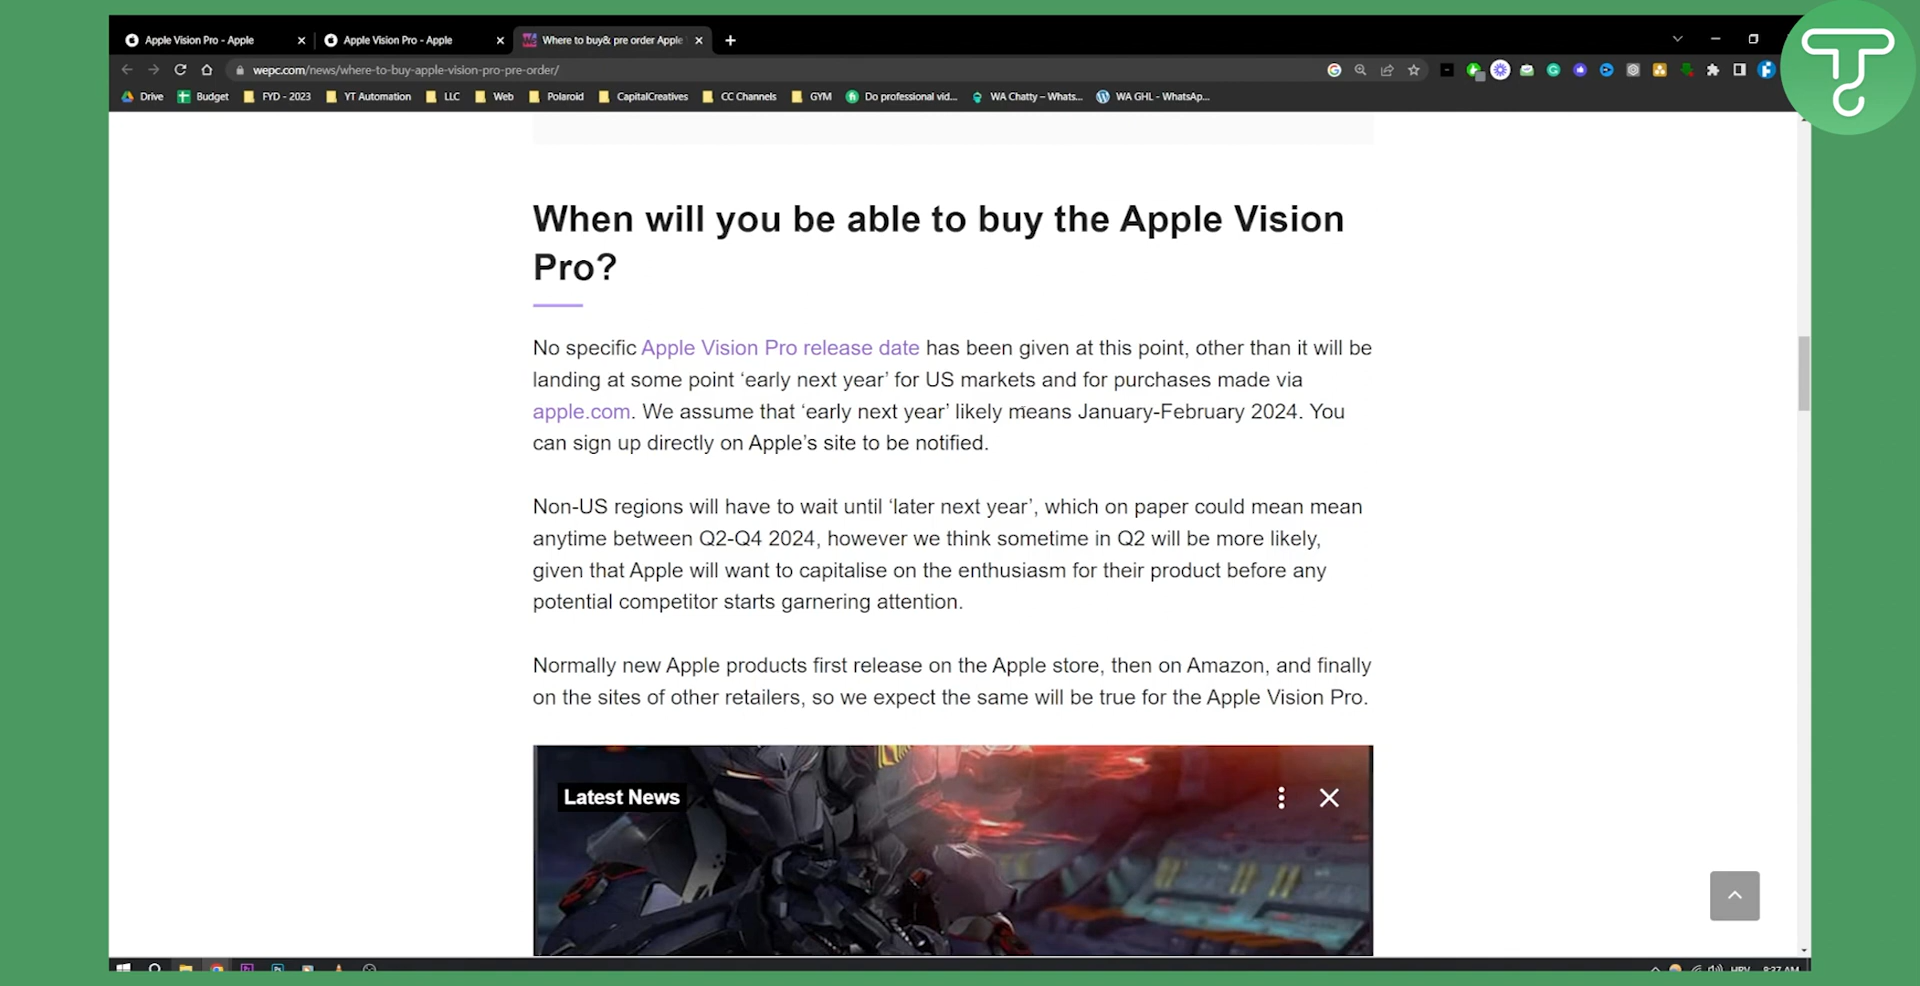 Apple Vision Pro - Apple
Apple Vision Pro - Apple
Where to buy& pre order Apple
wepc.com/news/where-to-buy-apple-vision-pro-pre-order/
Drive
Budget
FYD - 2023
YT Automation
LLC
Web
Polaroid
CapitalCreatives
CC Channels
GYM
Do professional vid...
WA Chatty – Whats...
WA GHL - WhatsAp...
When will you be able to buy the Apple Vision
Pro?
No specific Apple Vision Pro release date has been given at this point, other than it will be
landing at some point ‘early next year’ for US markets and for purchases made via
apple.com. We assume that ‘early next year’ likely means January-February 2024. You
can sign up directly on Apple’s site to be notified.
Non-US regions will have to wait until ‘later next year’, which on paper could mean mean
anytime between Q2-Q4 2024, however we think sometime in Q2 will be more likely,
given that Apple will want to capitalise on the enthusiasm for their product before any
potential competitor starts garnering attention.
Normally new Apple products first release on the Apple store, then on Amazon, and finally
on the sites of other retailers, so we expect the same will be true for the Apple Vision Pro.
Latest News
HRV
8:37 AM